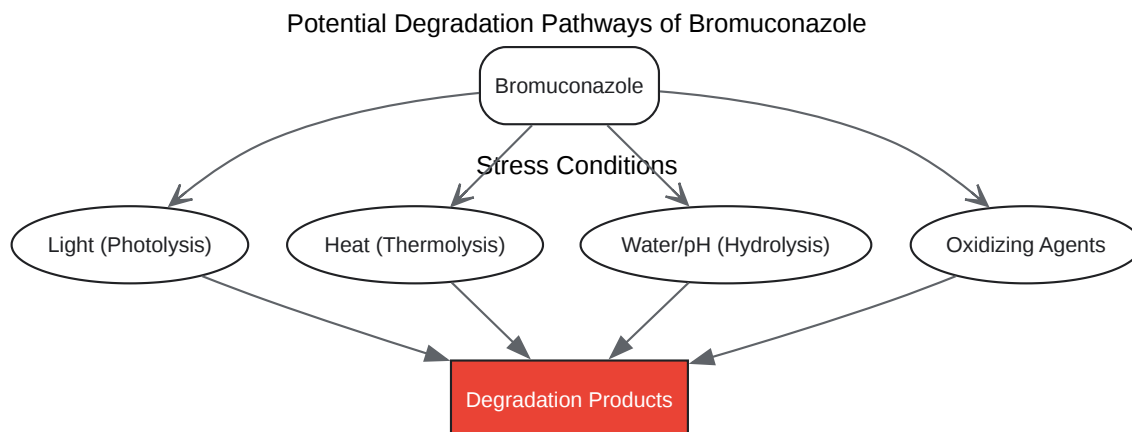 Potential Degradation Pathways of Bromuconazole
Bromuconazole
Stress Conditions
Light (Photolysis)
Heat (Thermolysis)
Water/pH (Hydrolysis)
Oxidizing Agents
Degradation Products